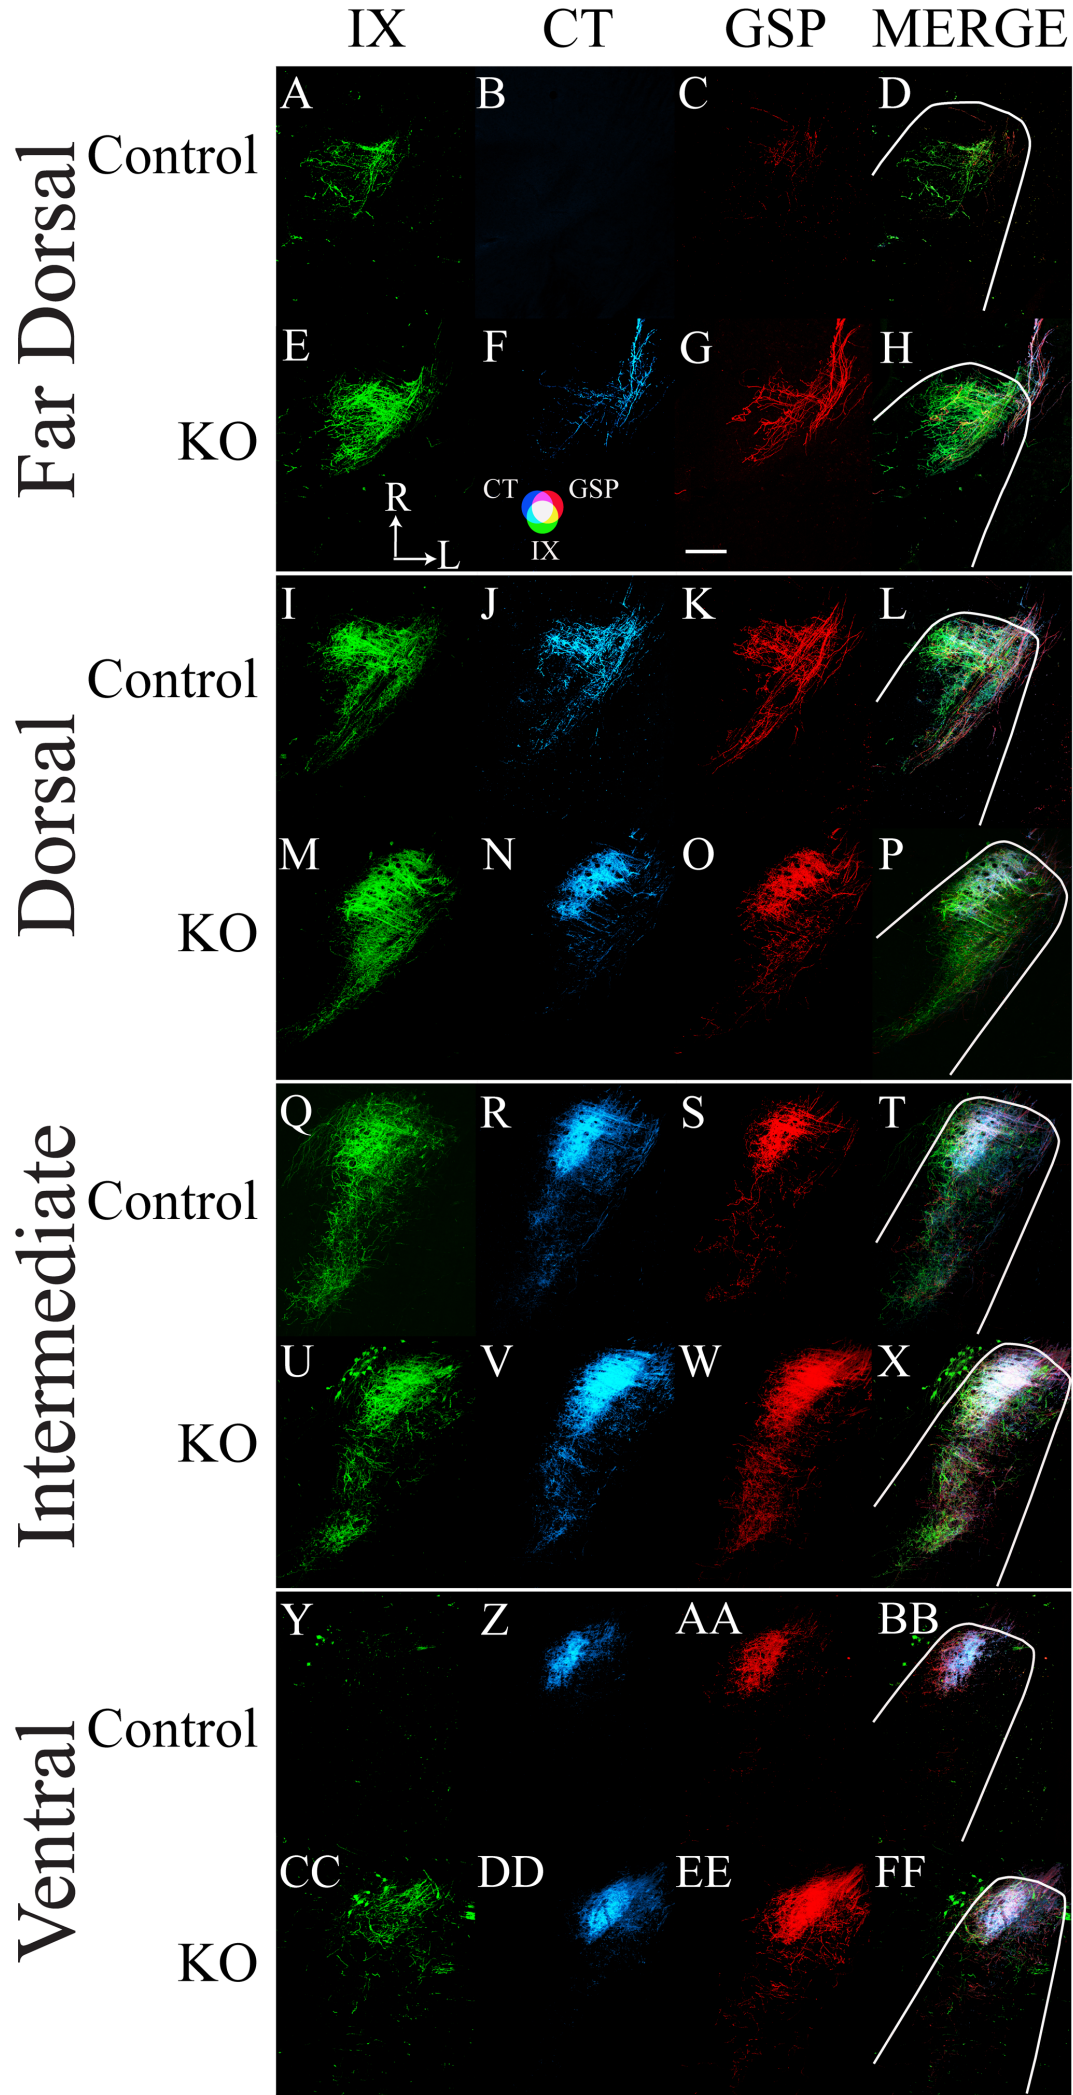 IX CT GSP MERGE
Far Dorsal
Control
A B C D
KO
E F G H
R
L
CT GSP
IX
Dorsal
Control
I J K L
KO
M N O P
Intermediate
Control
Q R S T
KO
U V W X
Ventral
Control
Y Z AA BB
KO
CC DD EE FF